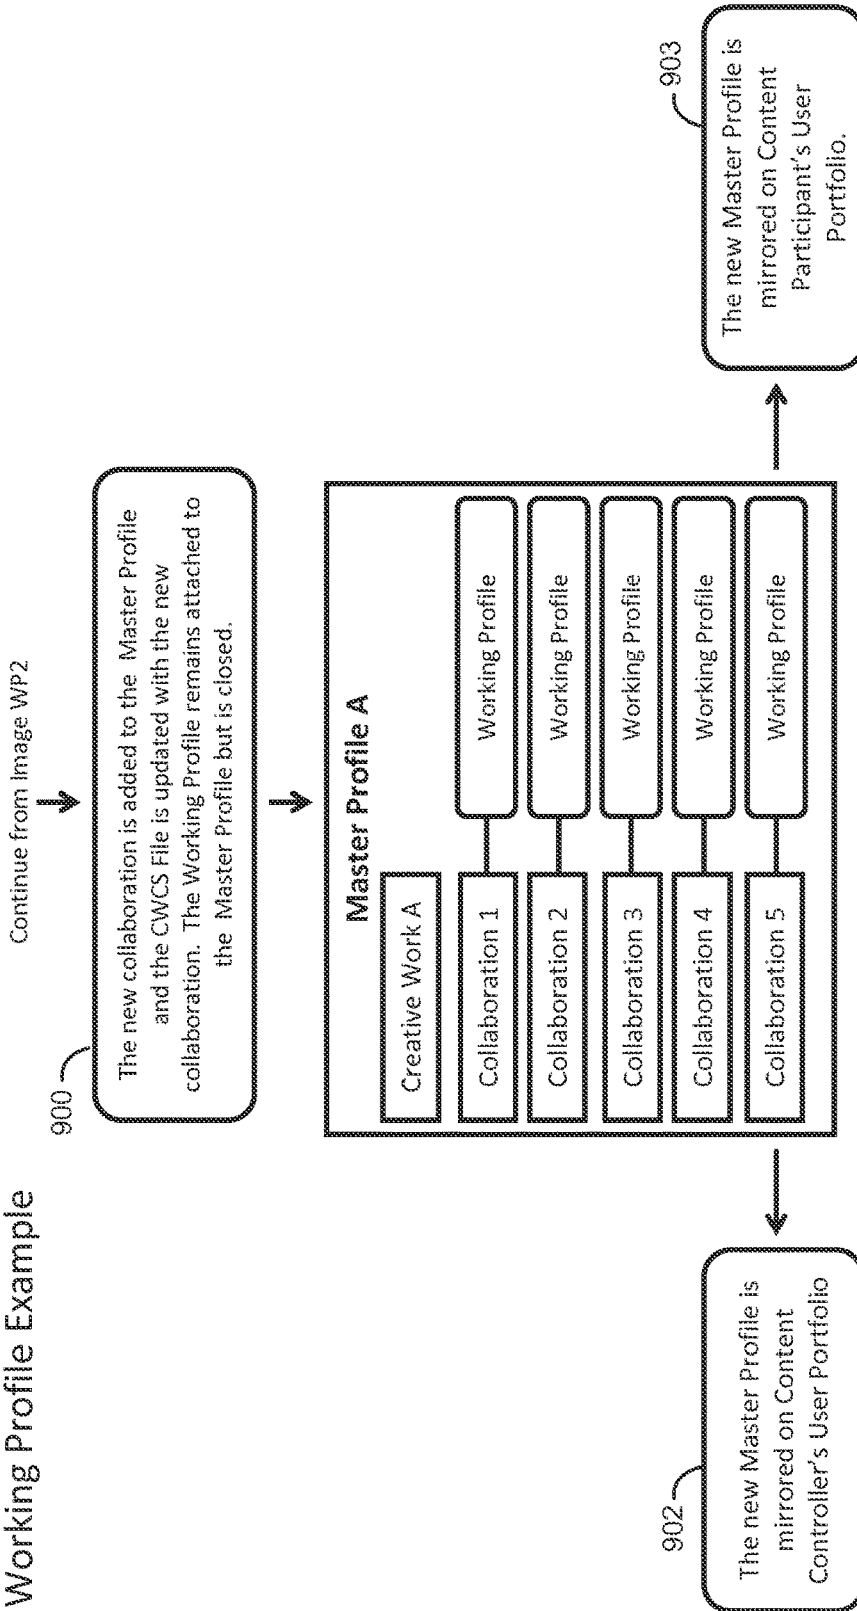 Working Profile Example
Continue from Image WP2
900
The new collaboration is added to the Master Profile
and the CWCS File is updated with the new
collaboration. The Working Profile remains attached to
the Master Profile but is closed.
Master Profile A
Creative Work A
Collaboration 1
Working Profile
Collaboration 2
Working Profile
Collaboration 3
Working Profile
Collaboration 4
Working Profile
Collaboration 5
Working Profile
902
The new Master Profile is
mirrored on Content
Controller's User Portfolio
903
The new Master Profile is
mirrored on Content
Participant's User
Portfolio.